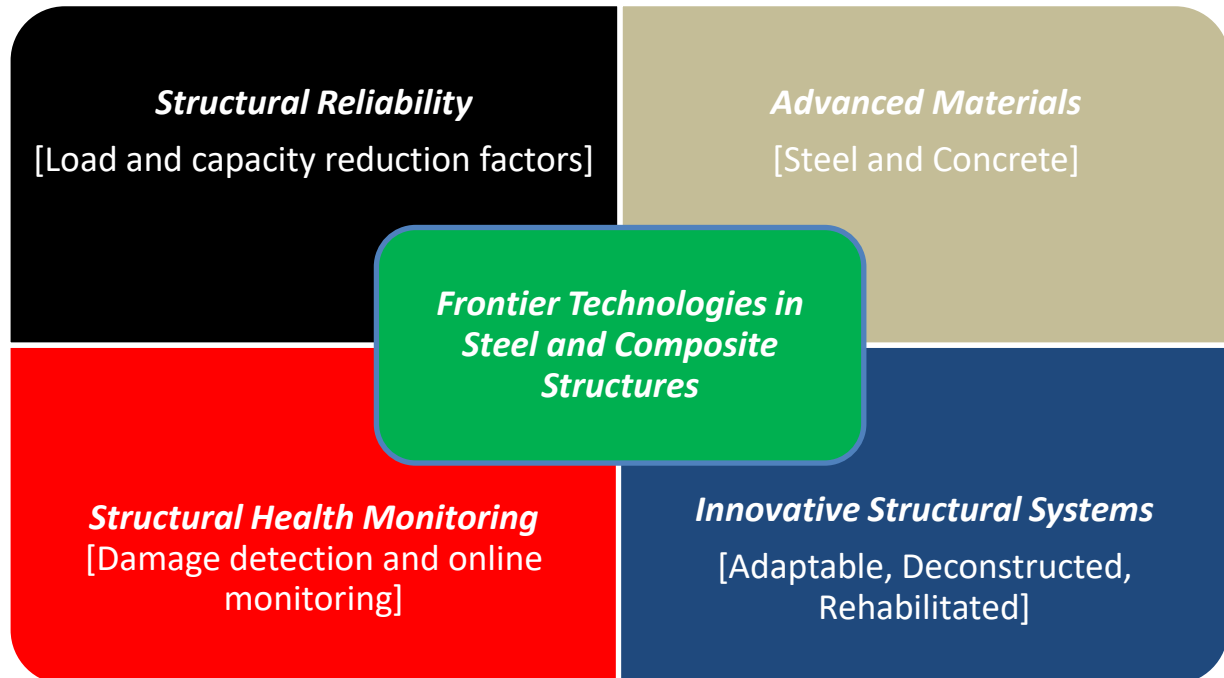 Structural Reliability
[Load and capacity reduction factors]
Advanced Materials
[Steel and Concrete]
Frontier Technologies in
Steel and Composite
Structures
Structural Health Monitoring
[Damage detection and online
monitoring]
Innovative Structural Systems
[Adaptable, Deconstructed,
Rehabilitated]